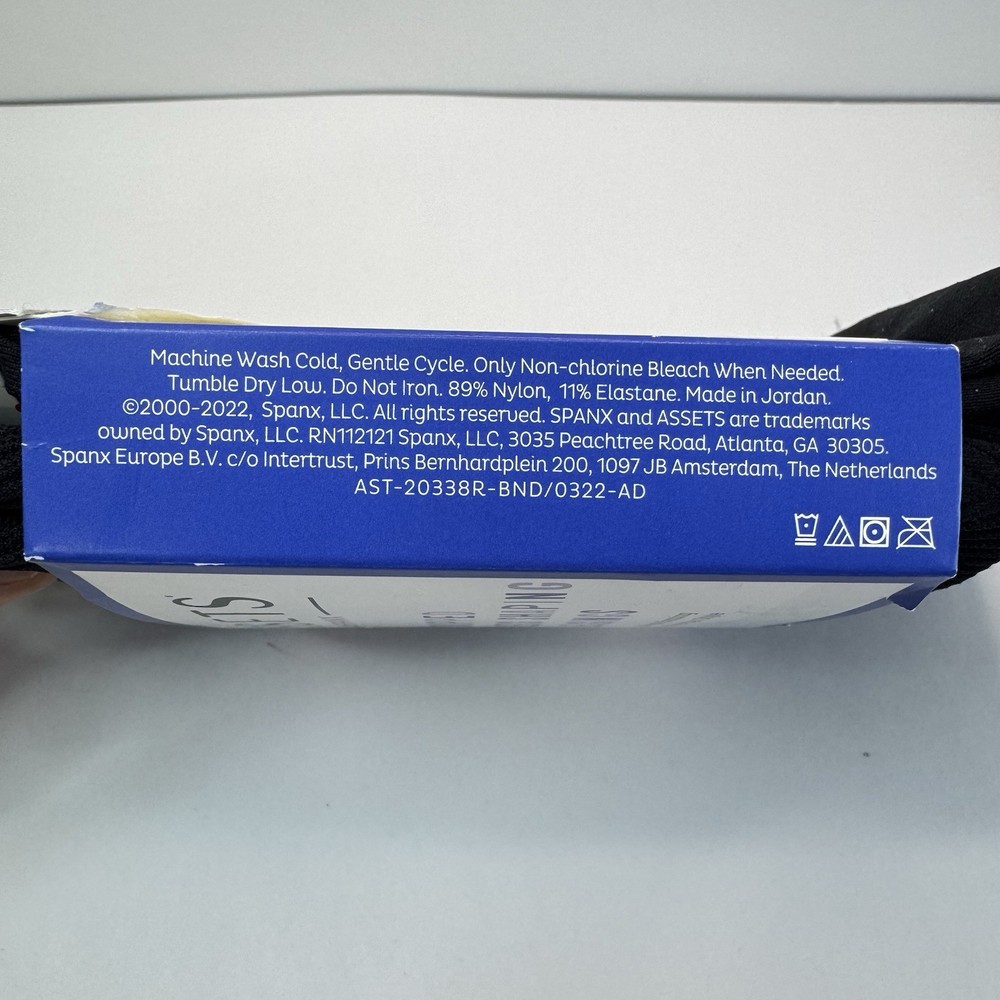 Machine Wash Cold, Gentle Cycle. Only Non-chlorine Bleach When Needed.
Tumble Dry Low. Do Not Iron. 89% Nylon, 11% Elastane. Made in Jordan.
©2000-2022, Spanx, LLC. All rights reserved. SPANX and ASSETS are trademarks
owned by Spanx, LLC. RN112121 Spanx, LLC, 3035 Peachtree Road, Atlanta, GA 30305.
Spanx Europe B.V. c/o Intertrust, Prins Bernhardplein 200, 1097 JB Amsterdam, The Netherlands
AST-20338R-BND/0322-AD